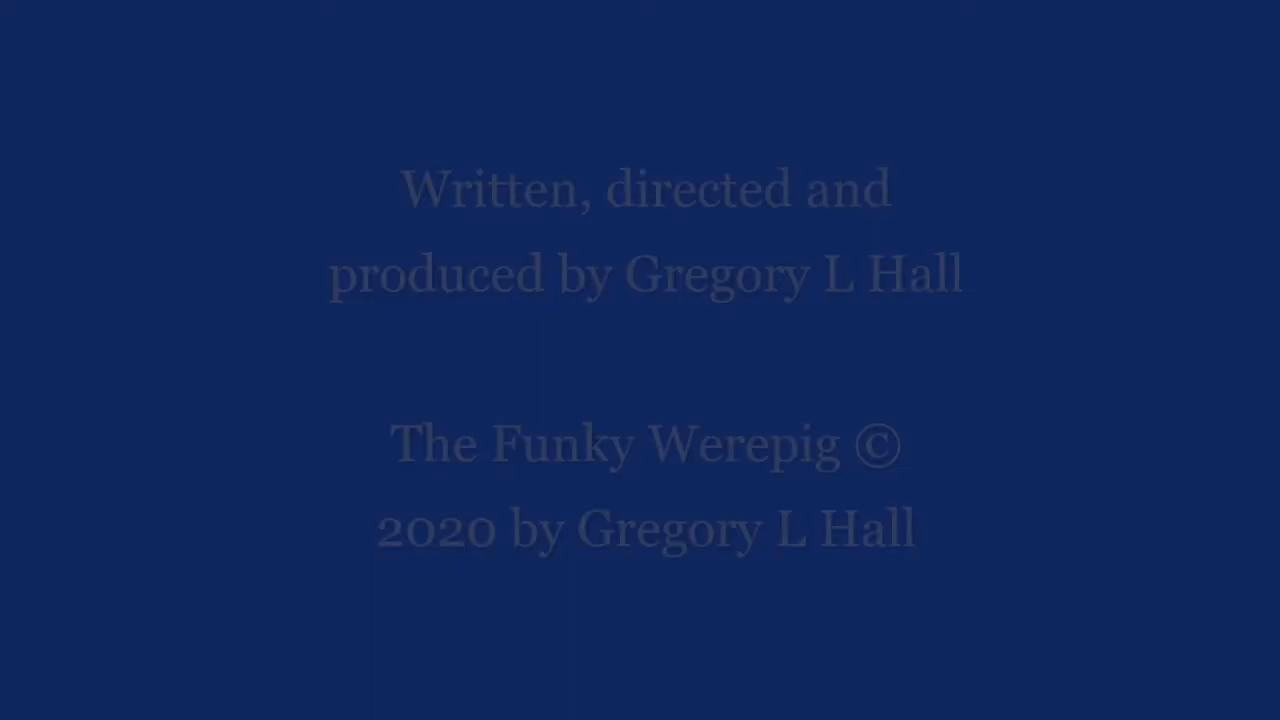 Written, directed and
produced by Gregory L Hall
The Funky Werepig ©
2020 by Gregory L Hall